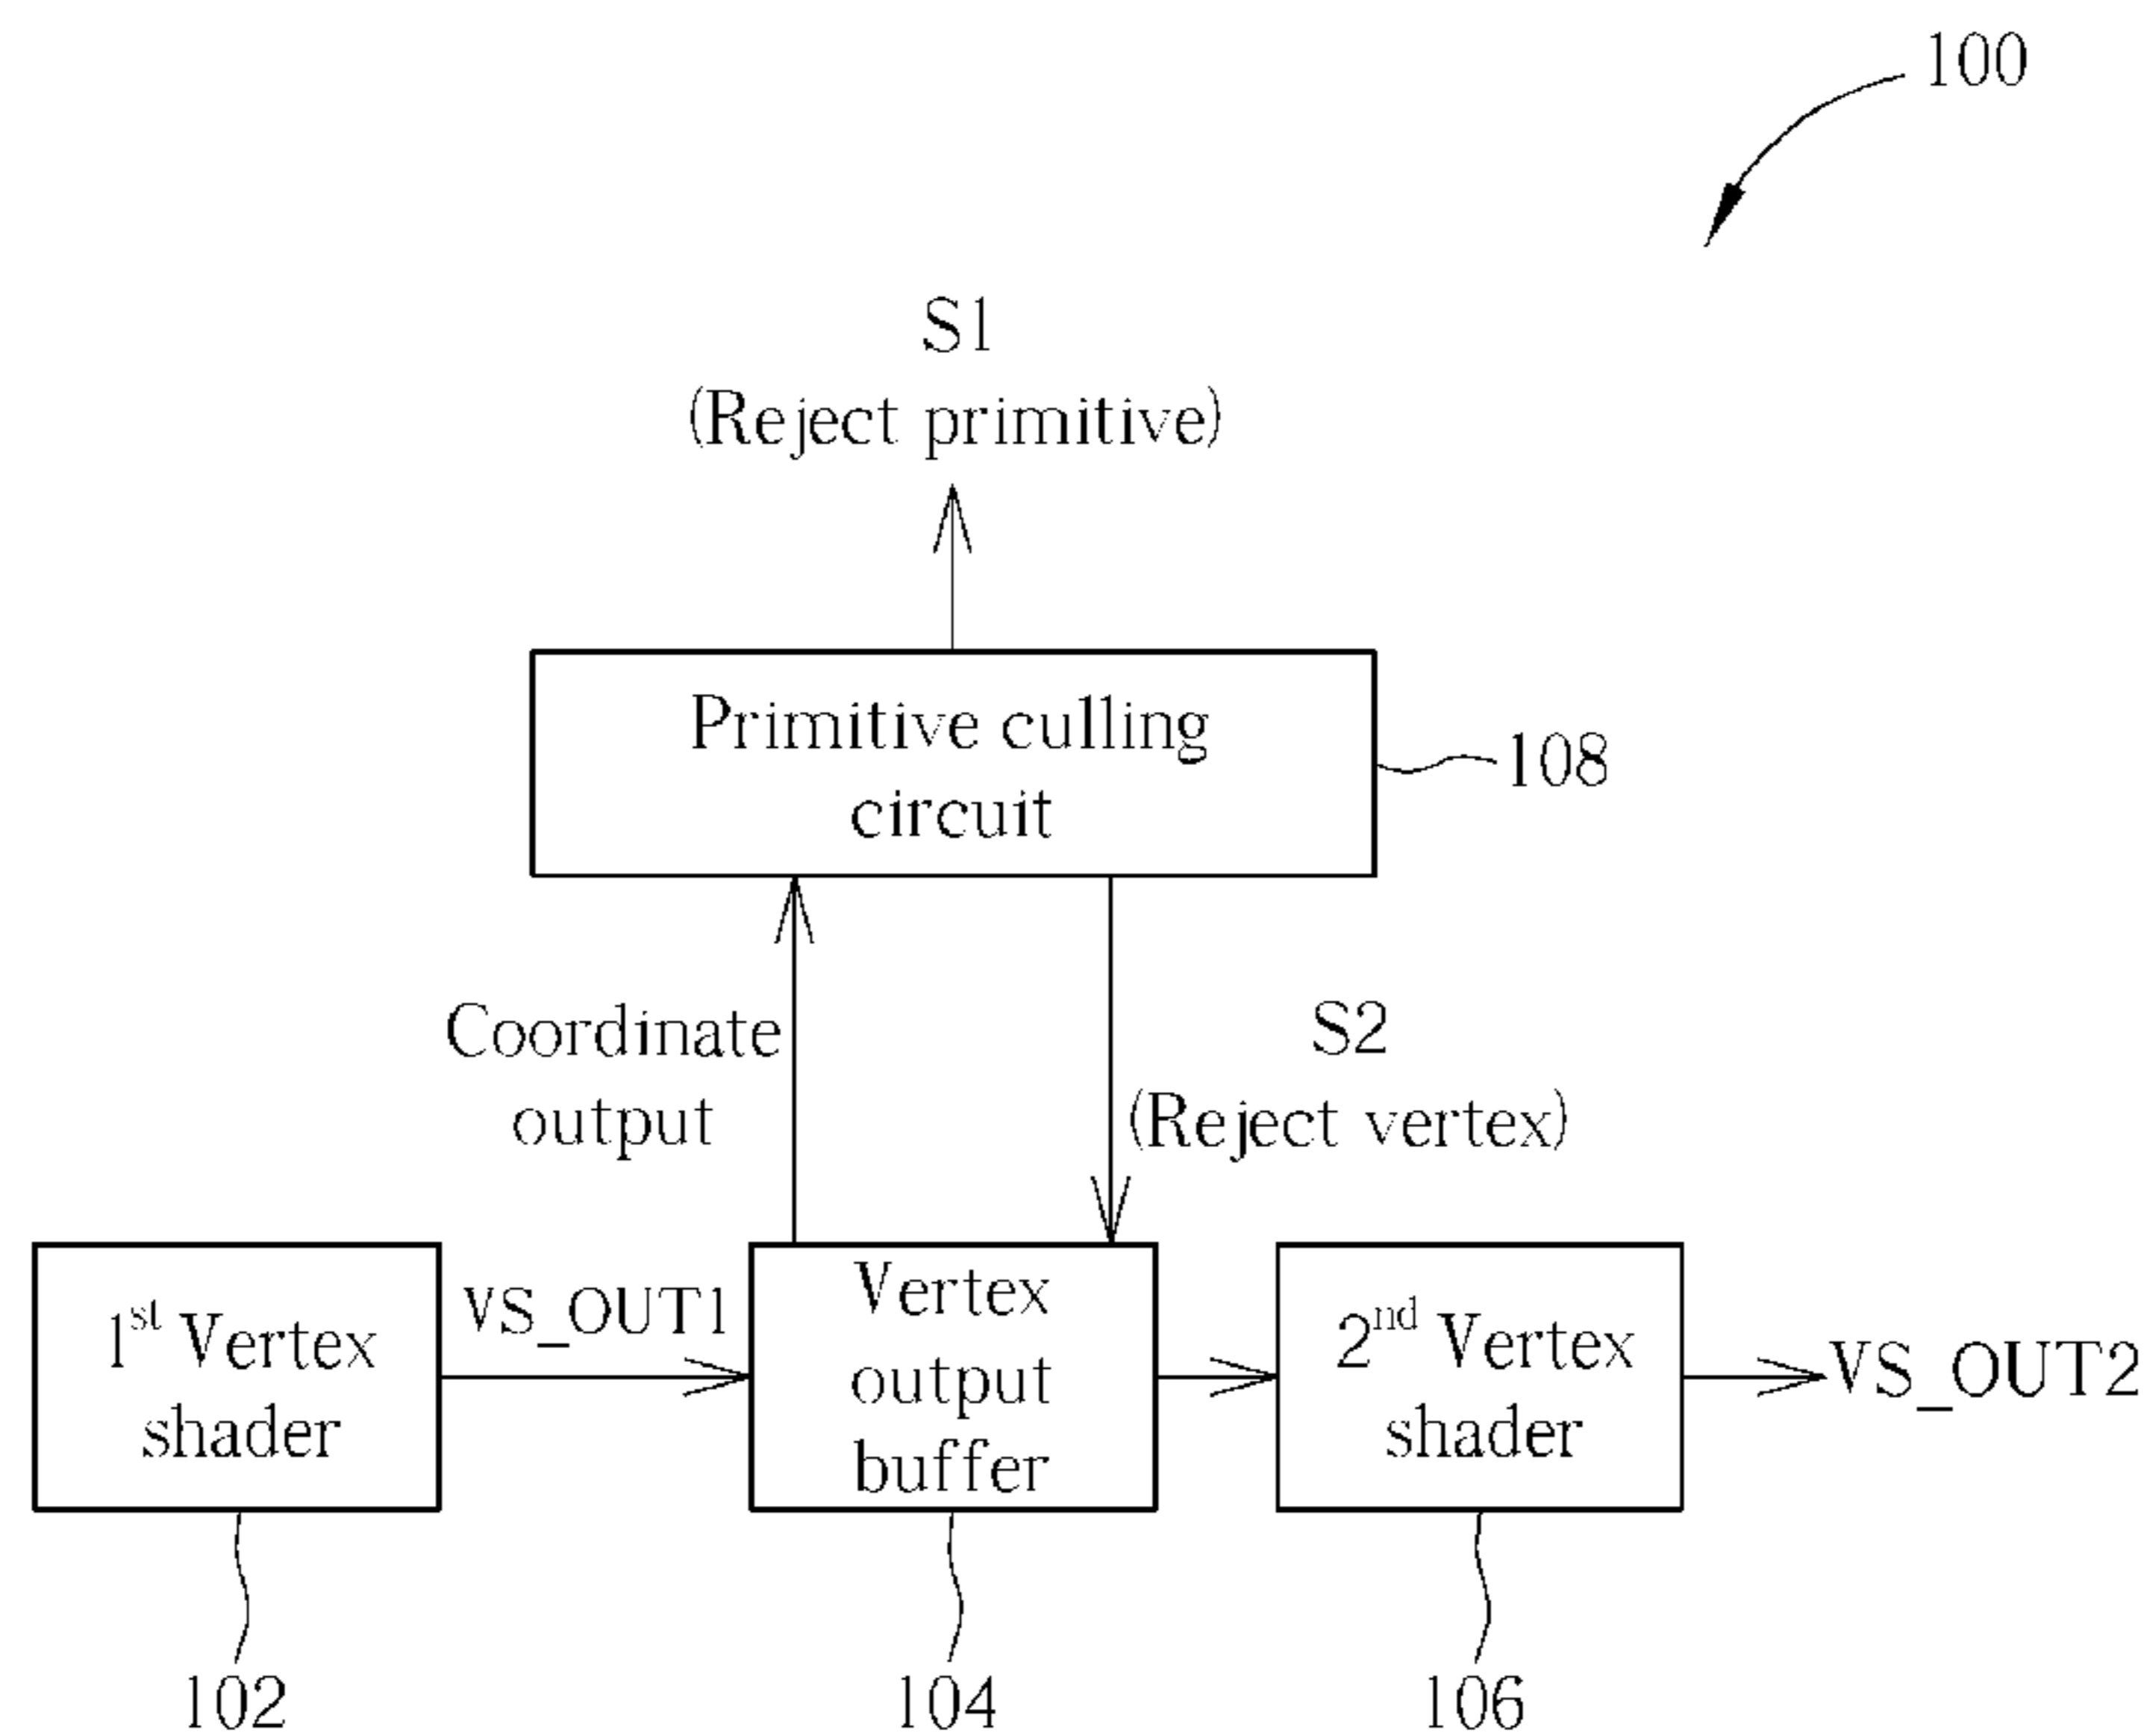 100
S1
(Reject primitive)
Primitive culling
circuit
108
Coordinate
output
S2
(Reject vertex)
1st Vertex
shader
VS_OUT1
Vertex
output
buffer
2nd Vertex
shader
VS_OUT2
102
104
106